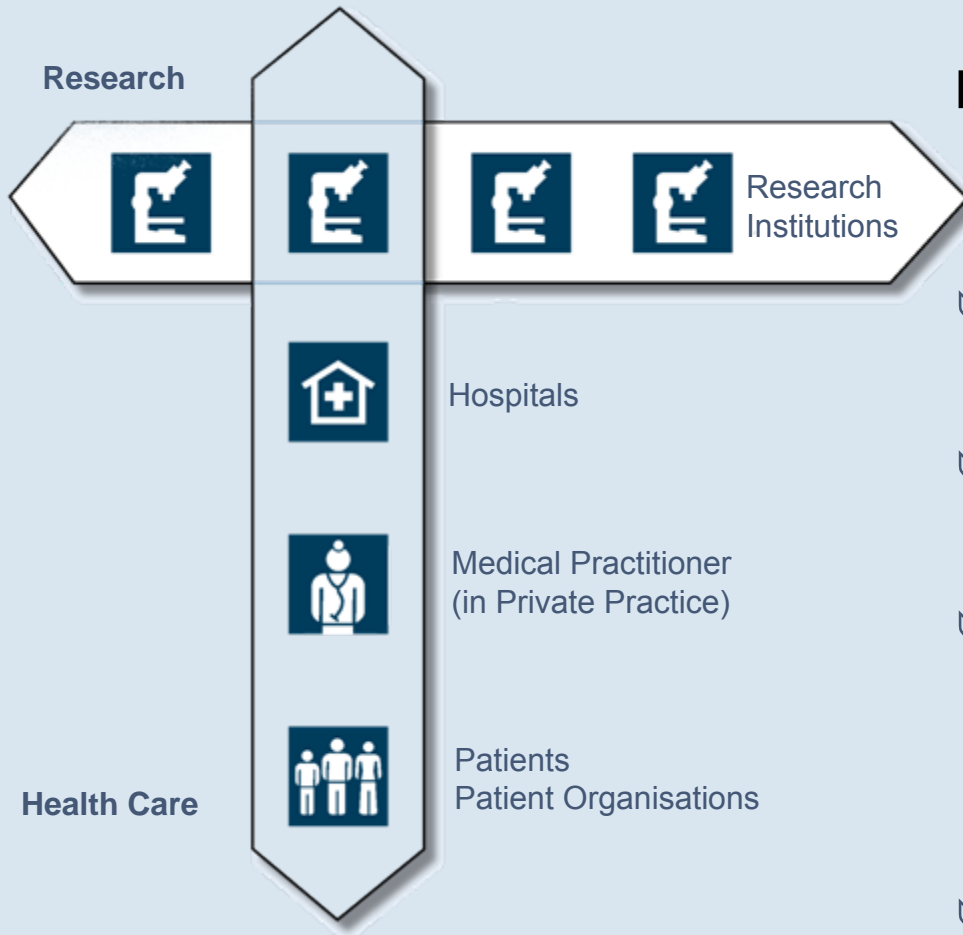 Research
Research
Institutions
Hospitals
Medical Practitioner
(in Private Practice)
Patients
Patient Organisations
Health Care